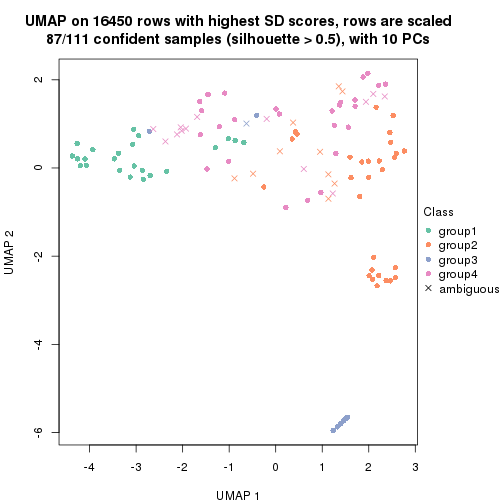 UMAP on 16450 rows with highest SD scores, rows are scaled
87/111 confident samples (silhouette > 0.5), with 10 PCs
2
0
-2
-4
-6
UMAP 2
-4
-3
-2
-1
0
1
2
3
UMAP 1
Class
group1
group2
group3
group4
ambiguous